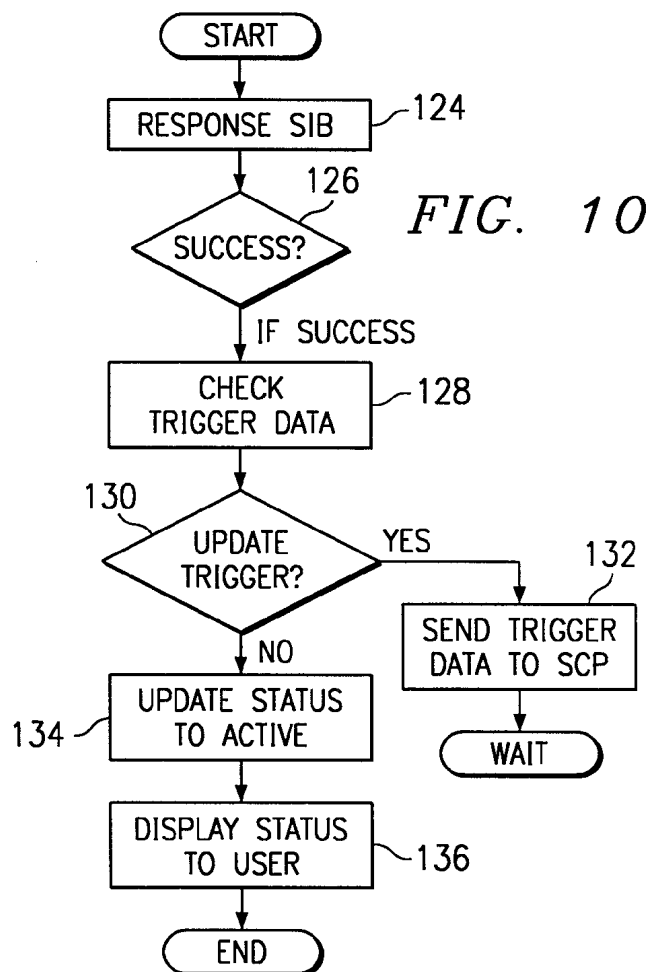 START
RESPONSE SIB
124
126
SUCCESS?
FIG. 10
IF SUCCESS
CHECK
TRIGGER DATA
128
130
UPDATE
TRIGGER?
YES
132
SEND TRIGGER
DATA TO SCP
WAIT
NO
UPDATE STATUS
TO ACTIVE
134
DISPLAY STATUS
TO USER
136
END